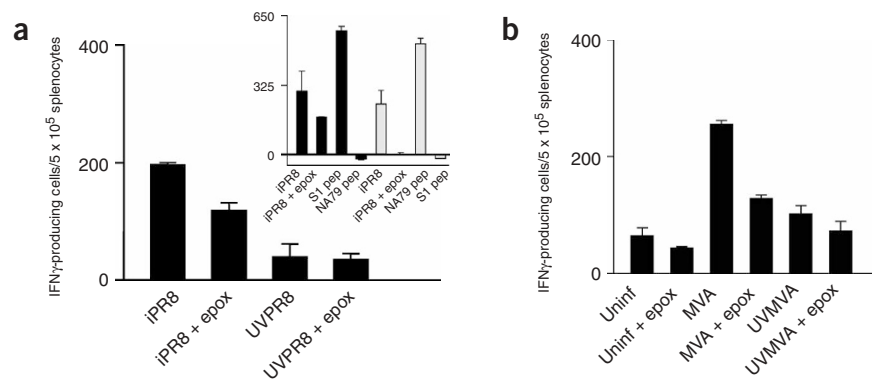 a
IFNγ-producing cells/5 x 10⁵ splenocytes
400
200
0
iPR8
iPR8 + epox
UVPR8
UVPR8 + epox
650
325
0
iPR8
iPR8 + epox
S1 pep
NA79 pep
iPR8
iPR8 + epox
NA79 pep
S1 pep
b
IFNγ-producing cells/5 x 10⁵ splenocytes
400
200
0
Uninf
Uninf + epox
MVA
MVA + epox
UVMVA
UVMVA + epox